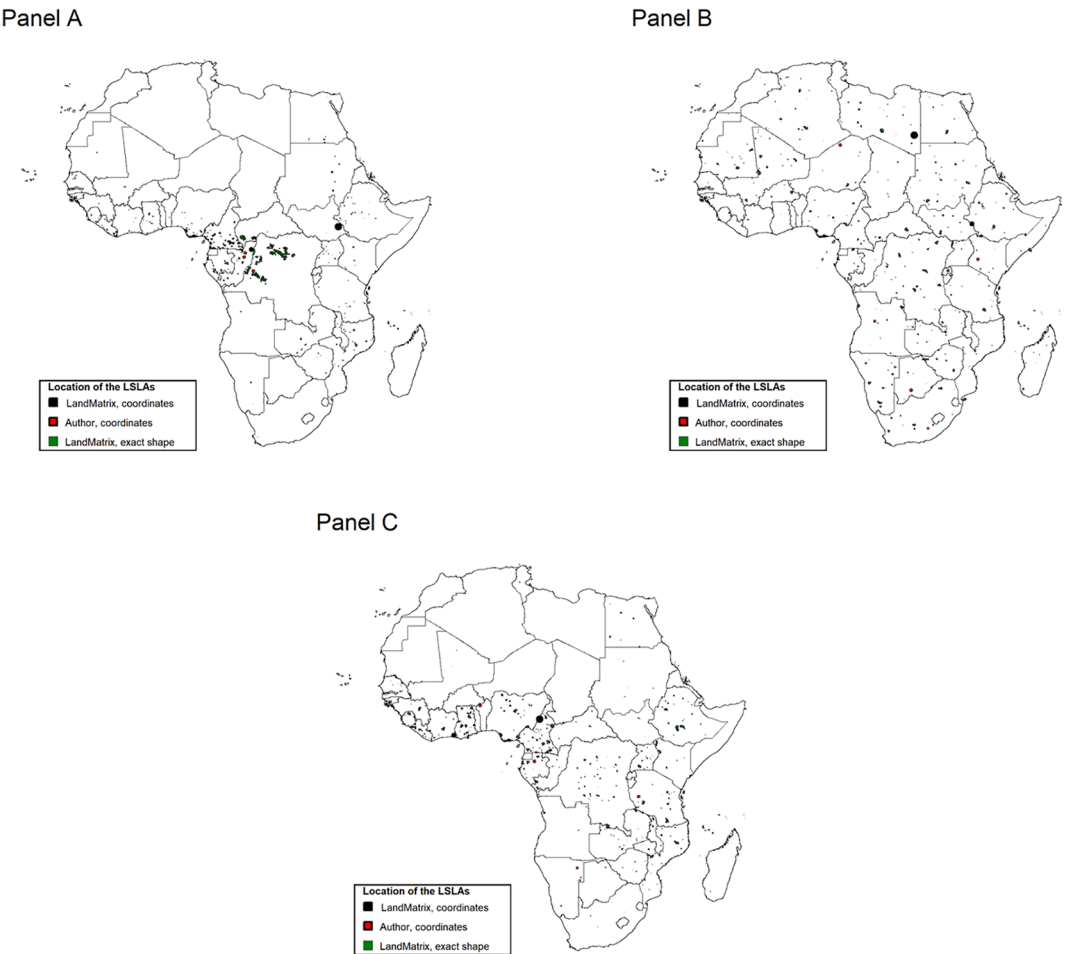 Panel A
Panel B
Location of the LSLAs
LandMatrix, coordinates
Author, coordinates
LandMatrix, exact shape
Location of the LSLAs
LandMatrix, coordinates
Author, coordinates
LandMatrix, exact shape
Panel C
Location of the LSLAs
LandMatrix, coordinates
Author, coordinates
LandMatrix, exact shape